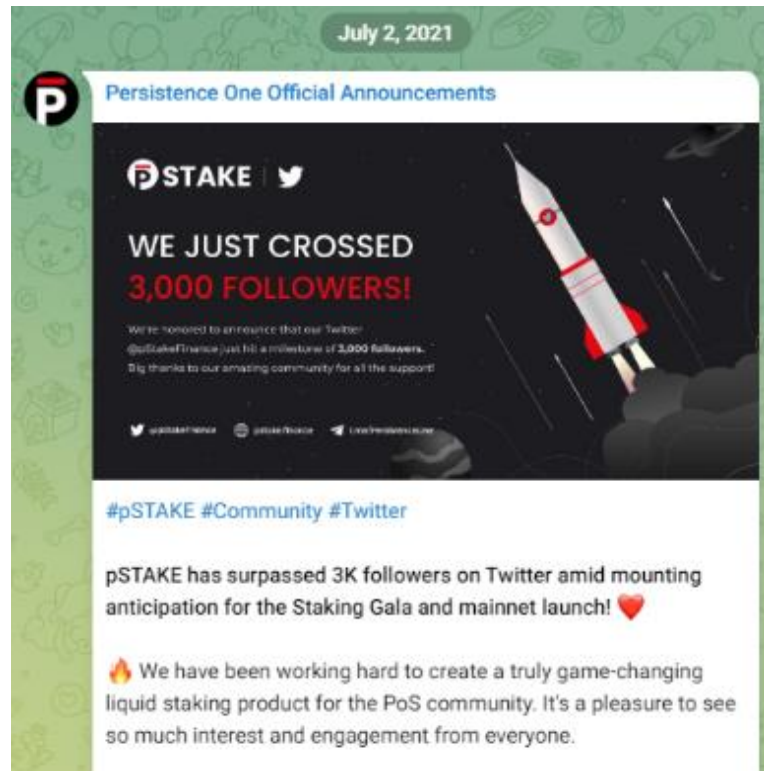 July 2, 2021
Persistence One Official Announcements
pSTAKE
WE JUST CROSSED
3,000 FOLLOWERS!
We're honored to announce that our Twitter
@pStakeFinance just hit a milestone of 3,000 followers.
Big thanks to our amazing community for all the support!
@pStakeFinance
#pSTAKE #Community #Twitter
pSTAKE has surpassed 3K followers on Twitter amid mounting
anticipation for the Staking Gala and mainnet launch! ❤️
🔥 We have been working hard to create a truly game-changing
liquid staking product for the PoS community. It's a pleasure to see
so much interest and engagement from everyone.